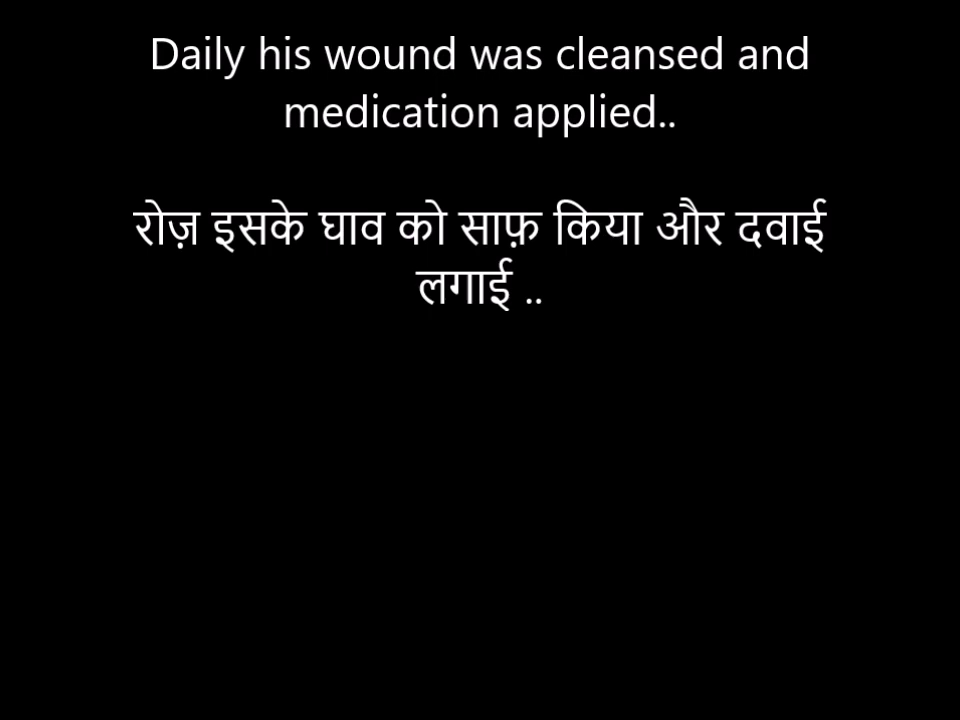 Daily his wound was cleansed and
medication applied..
रोज़ इसके घाव को साफ़ किया और दवाई
लगाई ..